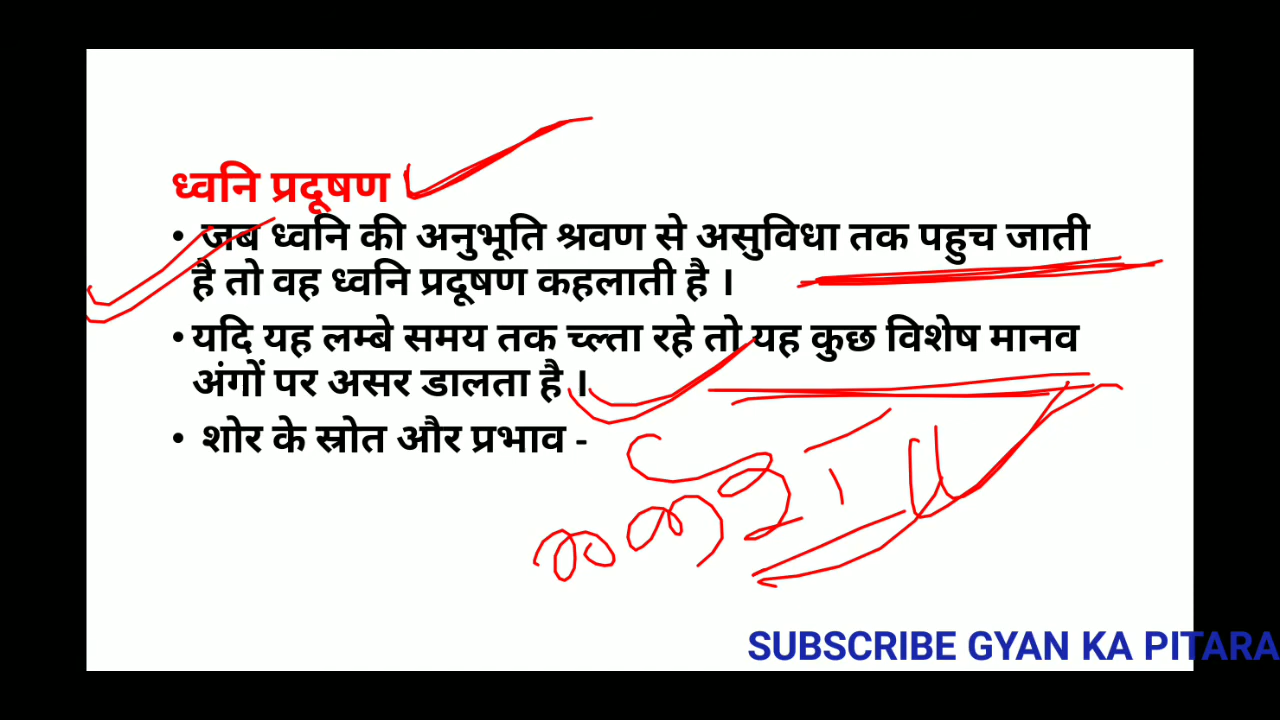 ध्वनि प्रदूषण
• जब ध्वनि की अनुभूति श्रवण से असुविधा तक पहुच जाती
है तो वह ध्वनि प्रदूषण कहलाती है ।
• यदि यह लम्बे समय तक च्ल्ता रहे तो यह कुछ विशेष मानव
अंगों पर असर डालता है ।
• शोर के स्रोत और प्रभाव -
SUBSCRIBE GYAN KA PITARA